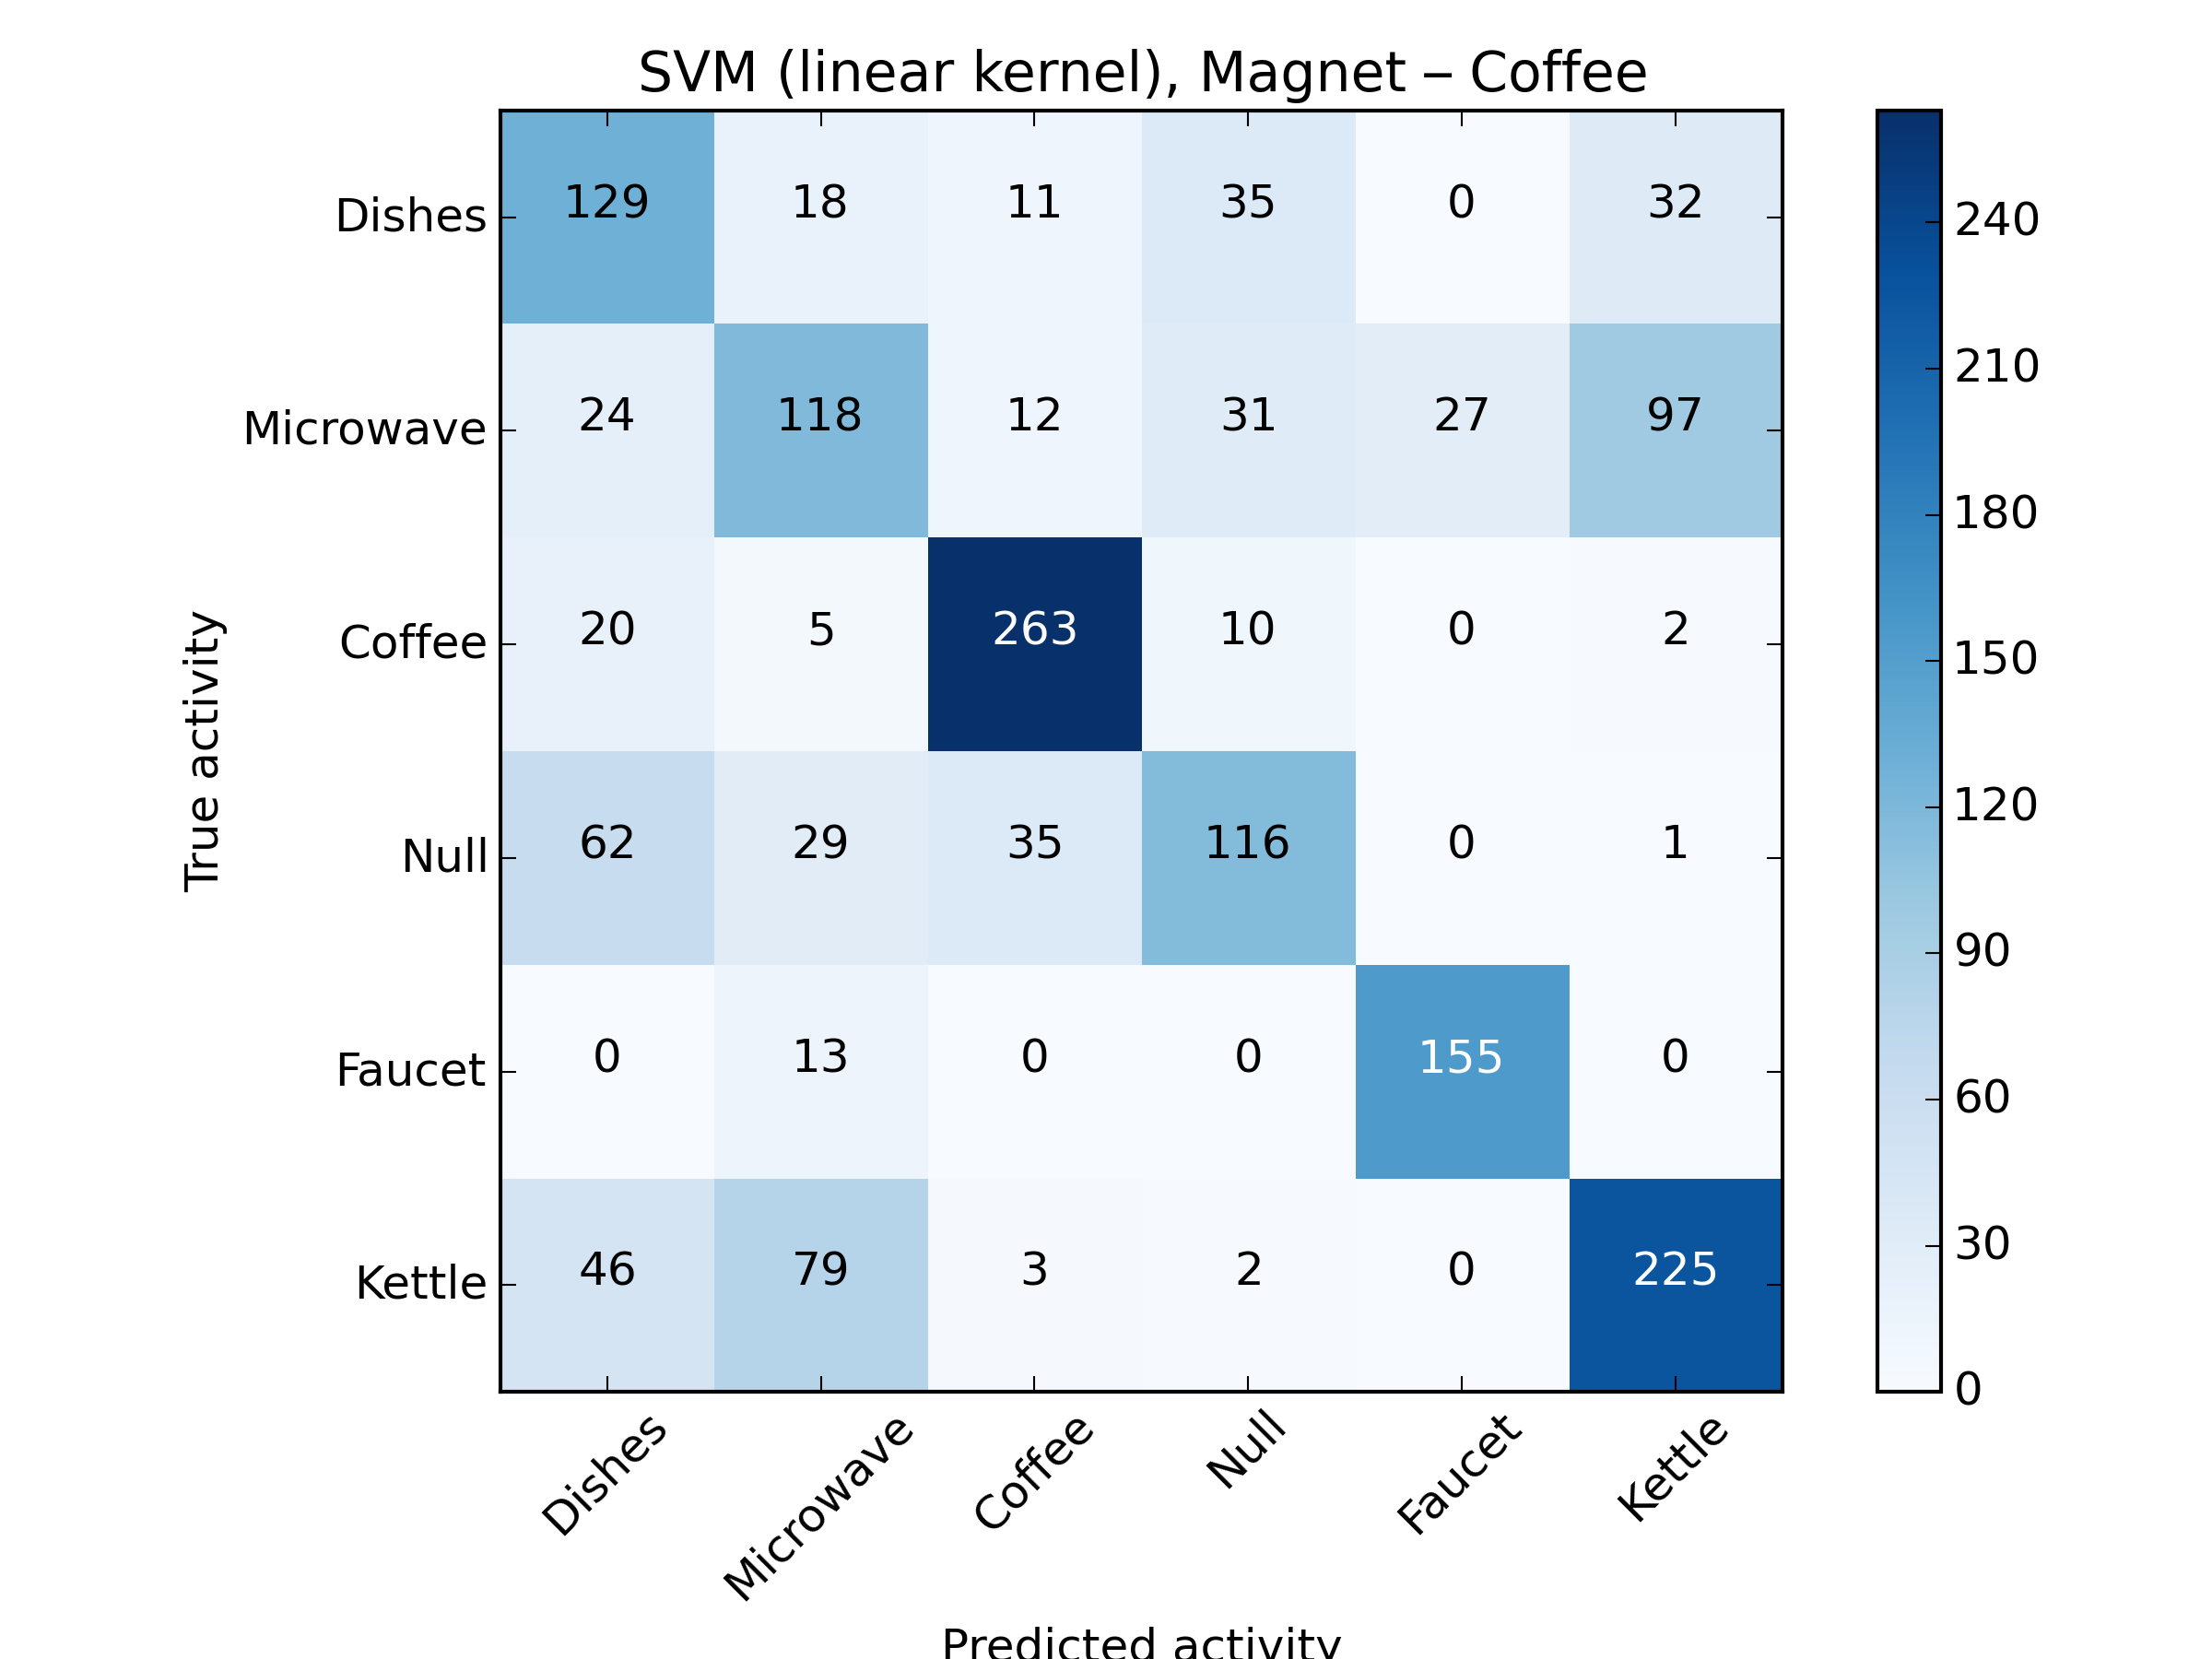 SVM (linear kernel), Magnet – Coffee
Dishes 129 18 11 35 0 32
Microwave 24 118 12 31 27 97
Coffee 20 5 263 10 0 2
Null 62 29 35 116 0 1
Faucet 0 13 0 0 155 0
Kettle 46 79 3 2 0 225
True activity
Dishes Microwave Coffee Null Faucet Kettle
Predicted activity
240
210
180
150
120
90
60
30
0